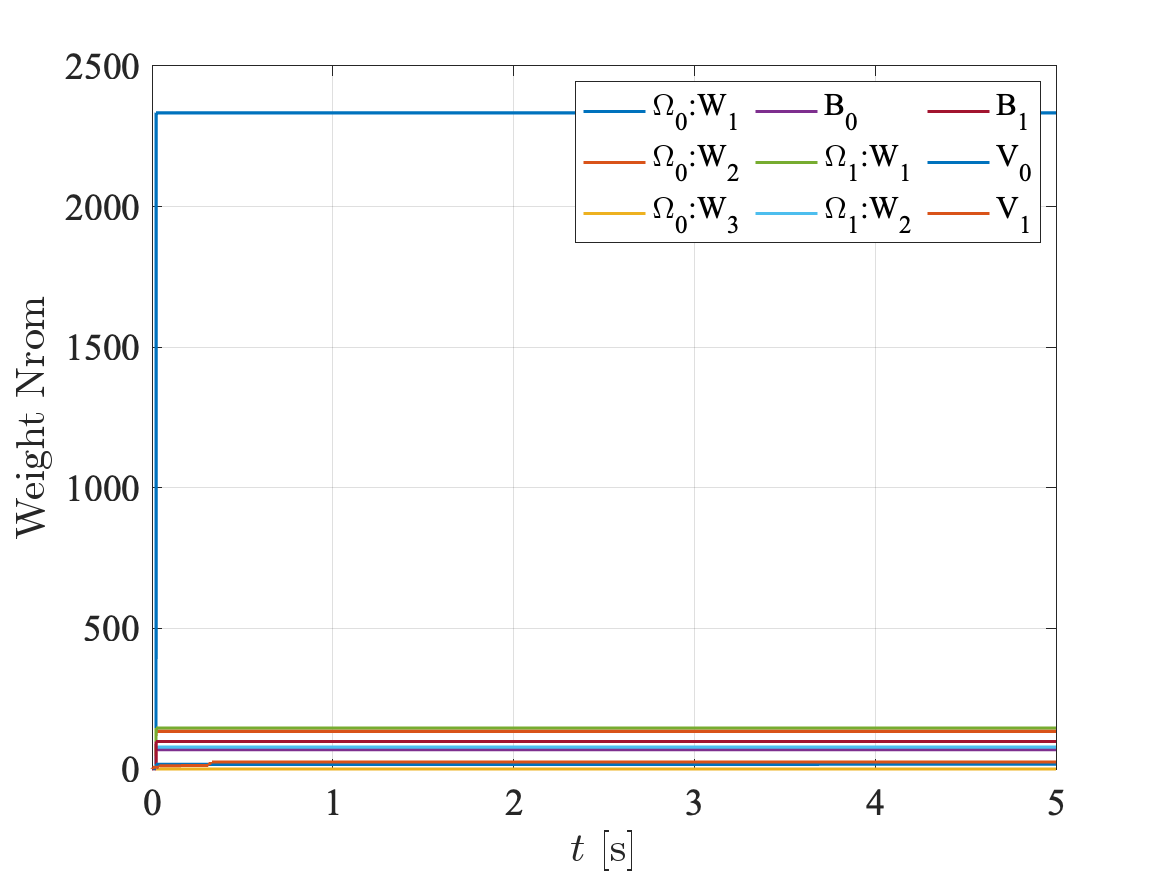 2500
2000
1500
1000
500
0
Weight Nrom
Ω₀:W₁ B₀ B₁
Ω₀:W₂ Ω₁:W₁ V₀
Ω₀:W₃ Ω₁:W₂ V₁
0 1 2 3 4 5
t [s]